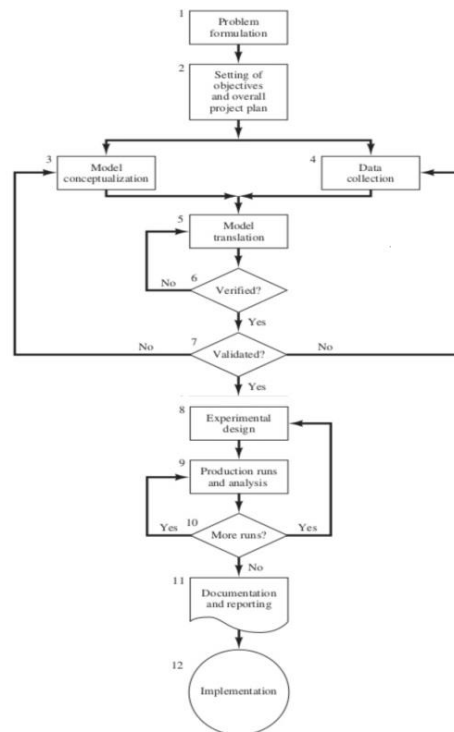 1
Problem
formulation
2
Setting of
objectives
and overall
project plan
3
Model
conceptualization
4
Data
collection
5
Model
translation
6
No
Verified?
Yes
7
No
Validated?
No
Yes
8
Experimental
design
9
Production runs
and analysis
10
Yes
More runs?
Yes
No
11
Documentation
and reporting
12
Implementation